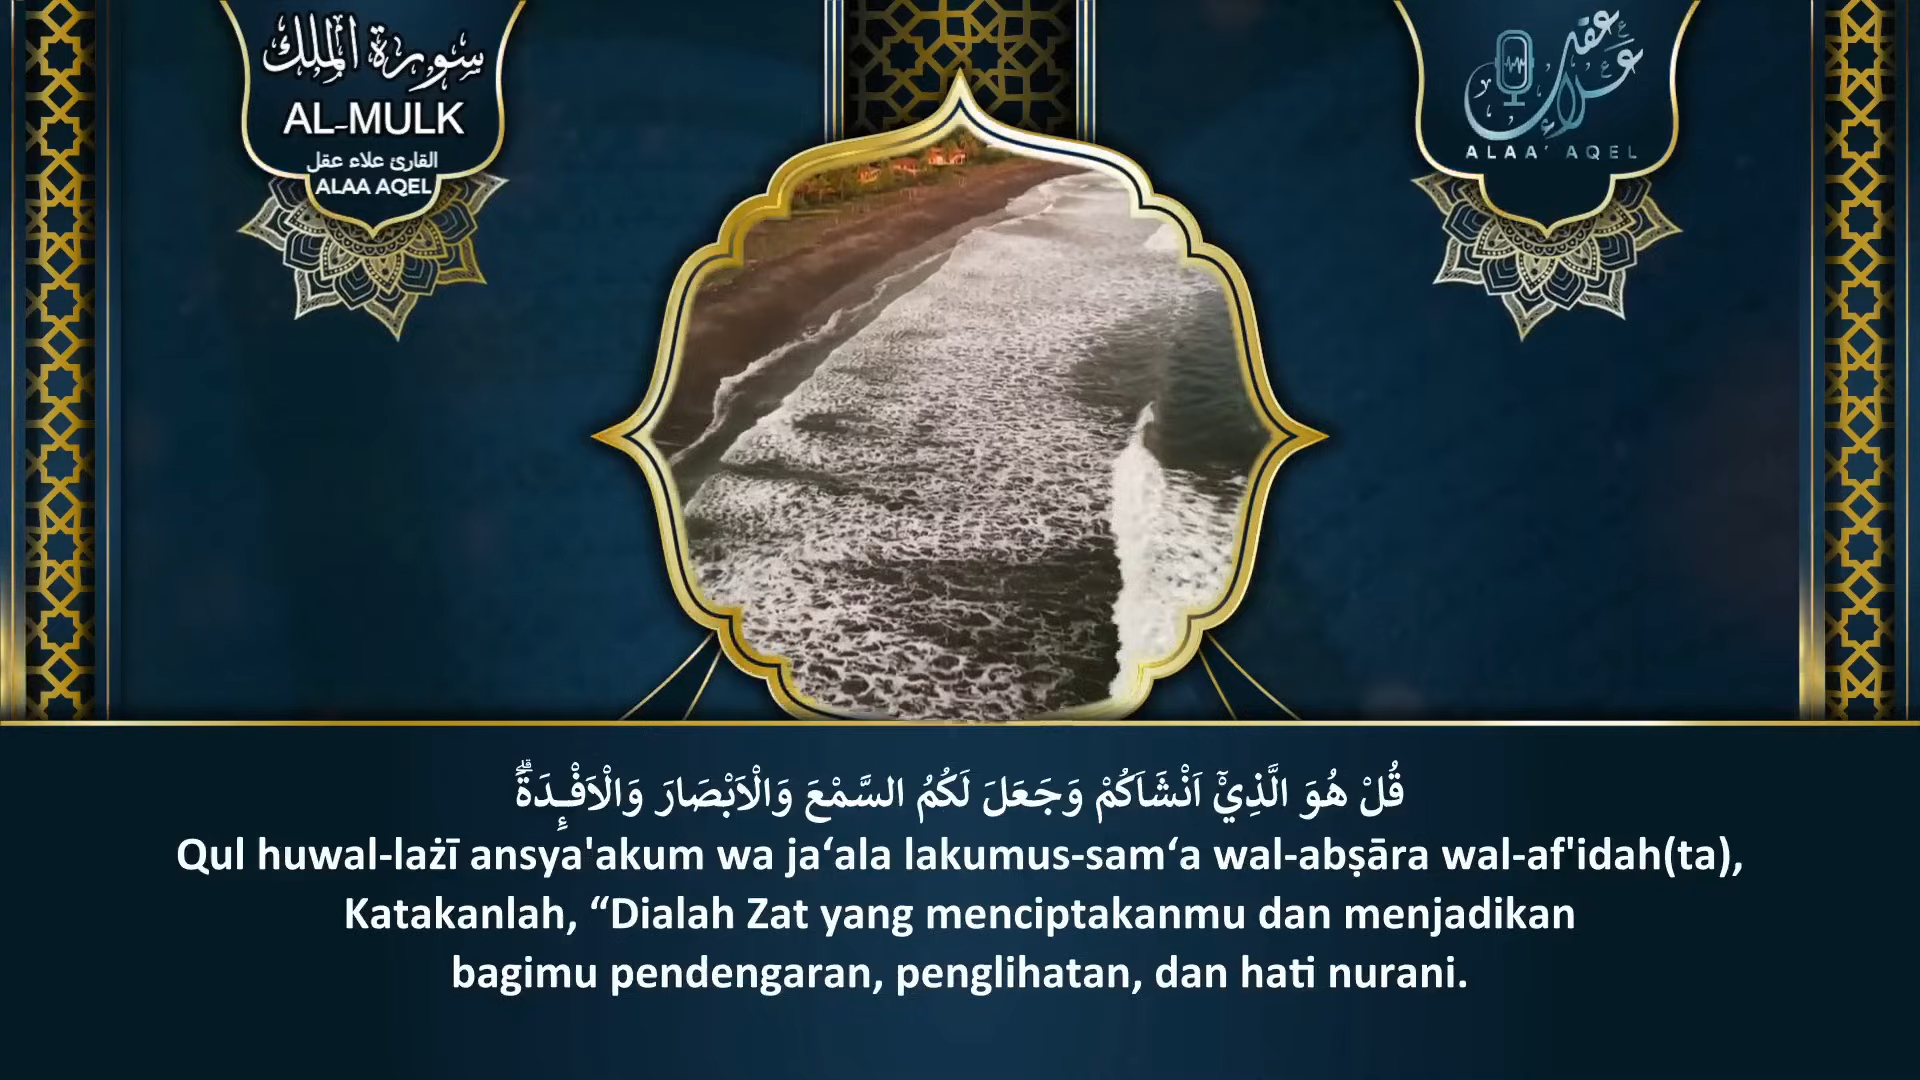 سورة الملك
AL-MULK
القارئ علاء عقل
ALAA AQEL
علاء عقل
ALAA' AQEL
قُلْ هُوَ الَّذِيْٓ اَنْشَاَكُمْ وَجَعَلَ لَكُمُ السَّمْعَ وَالْاَبْصَارَ وَالْاَفْـِٕدَةَۗ
Qul huwal-lażī ansya'akum wa ja‘ala lakumus-sam‘a wal-abṣāra wal-af'idah(ta),
Katakanlah, “Dialah Zat yang menciptakanmu dan menjadikan
bagimu pendengaran, penglihatan, dan hati nurani.